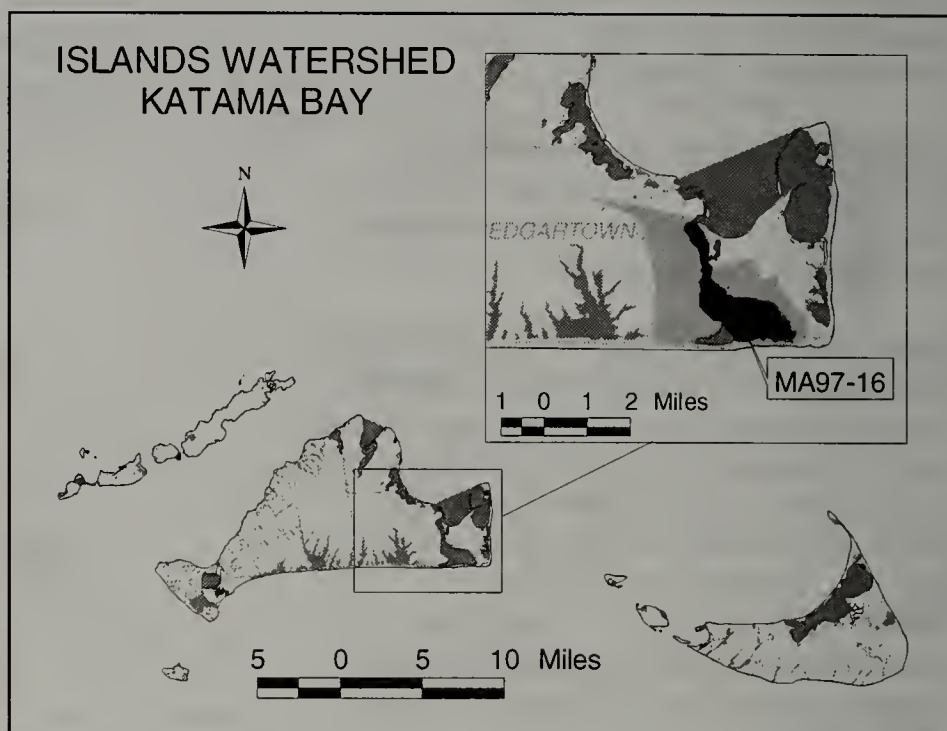 ISLANDS WATERSHED
KATAMA BAY
N
EDGARTOWN
MA97-16
1 0 1 2 Miles
5 0 5 10 Miles